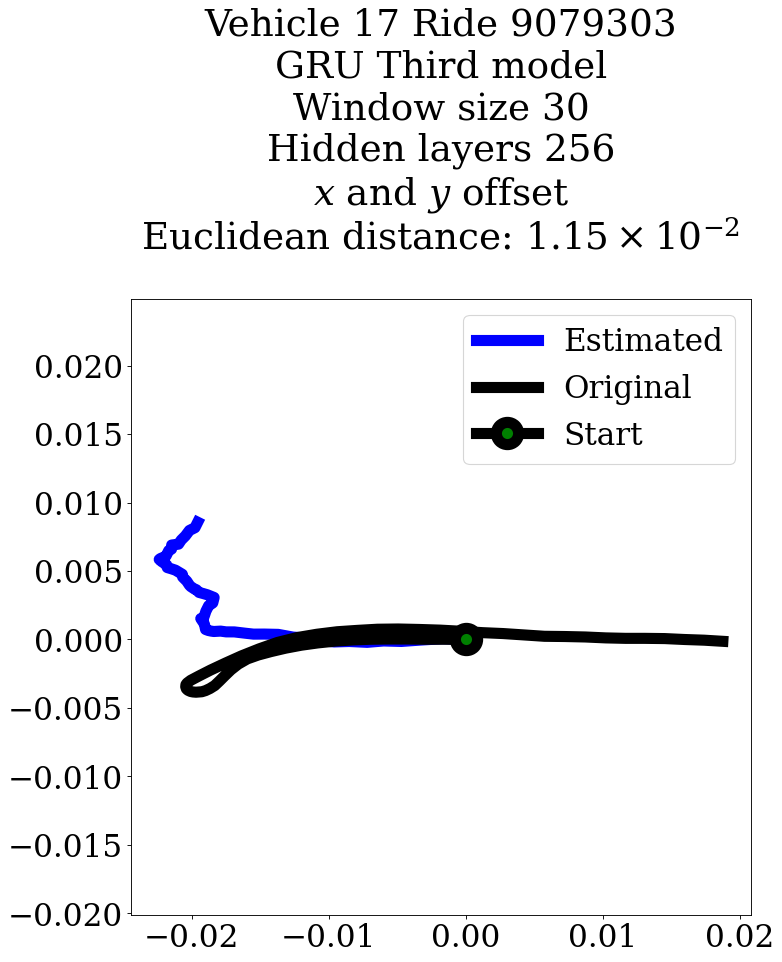 Vehicle 17 Ride 9079303
GRU Third model
Window size 30
Hidden layers 256
x and y offset
Euclidean distance: 1.15 × 10⁻²
Estimated
Original
Start
0.020
0.015
0.010
0.005
0.000
−0.005
−0.010
−0.015
−0.020
−0.02 −0.01 0.00 0.01 0.02